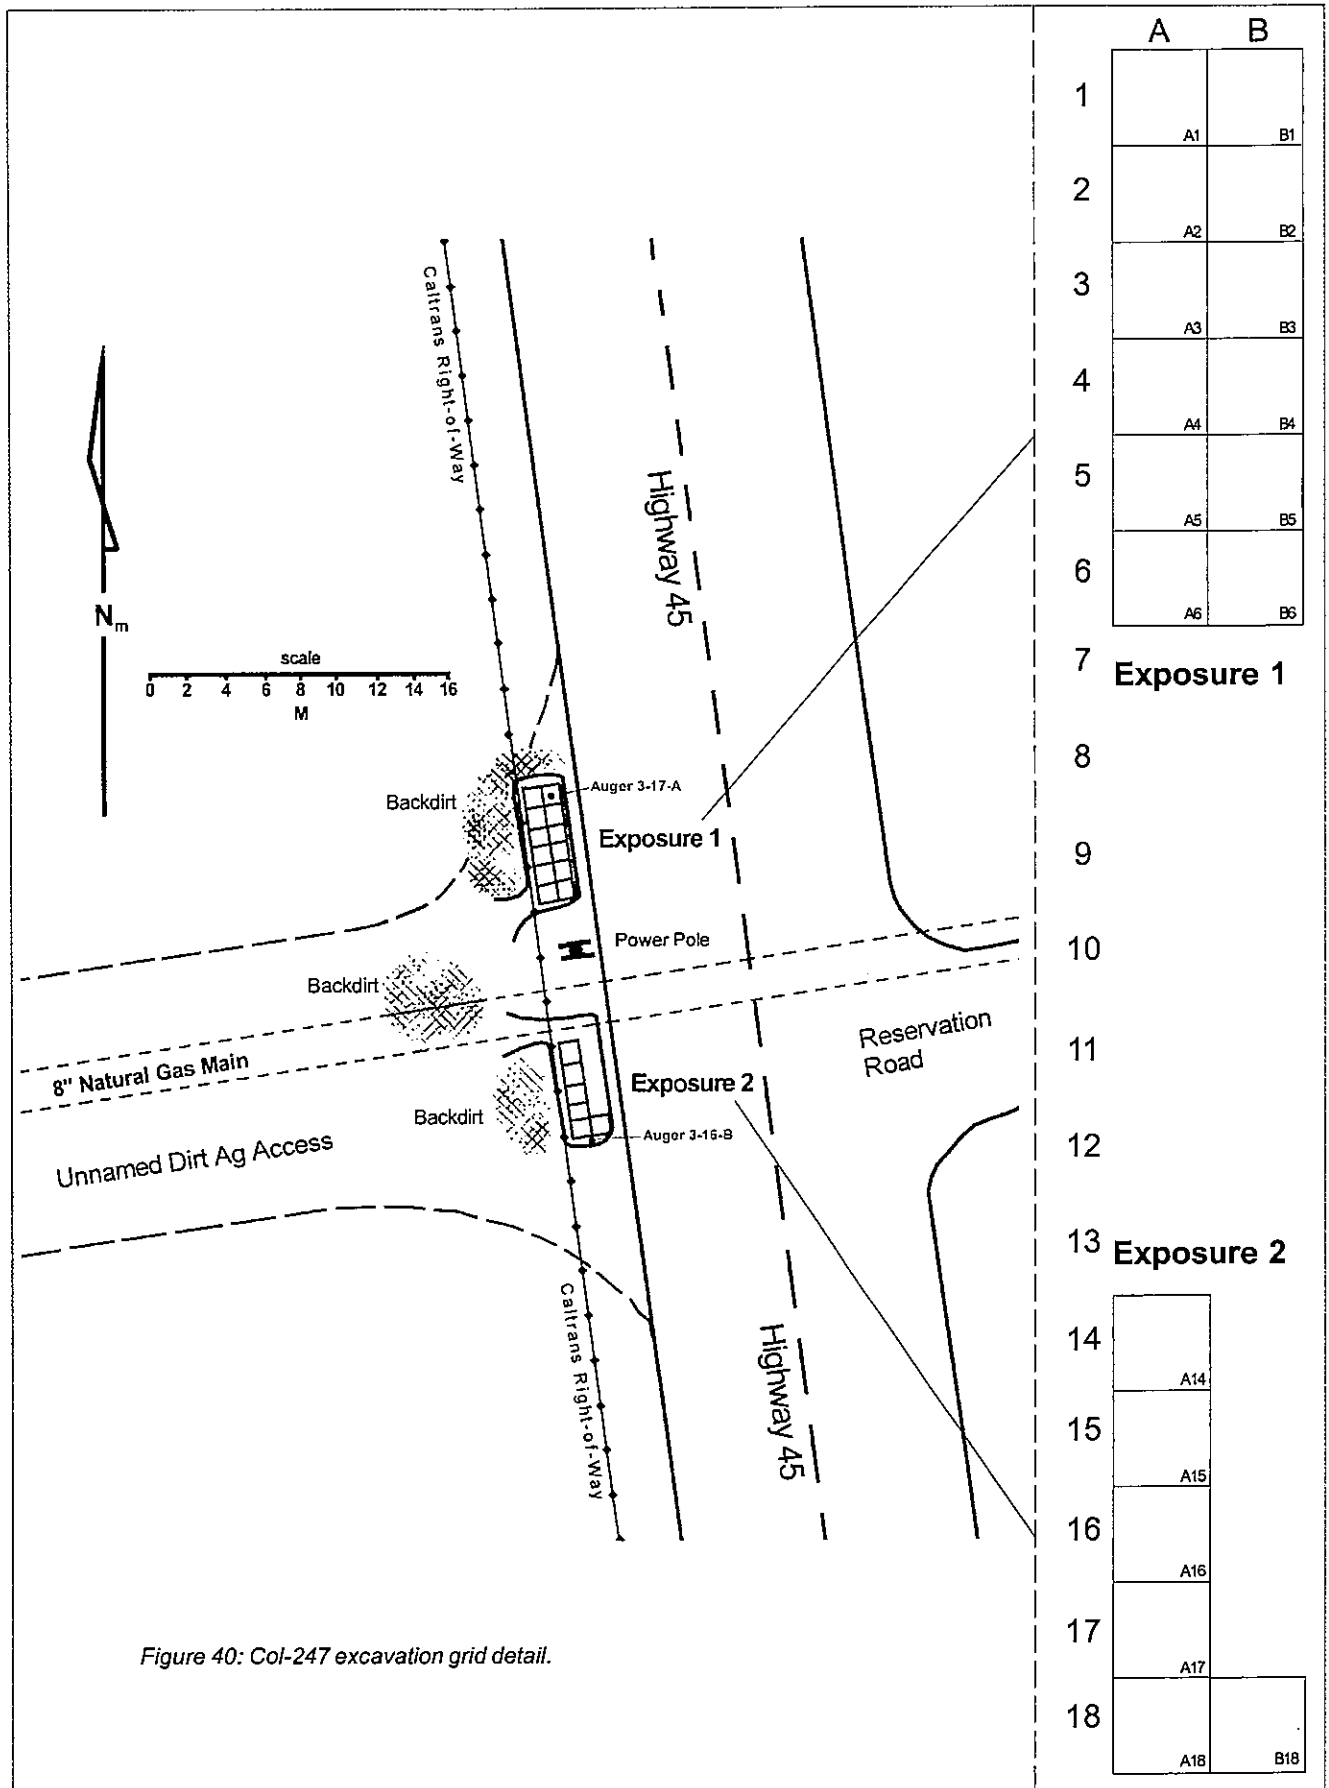 A B
1
A1 B1
2
A2 B2
3
A3 B3
4
A4 B4
5
A5 B5
6
A6 B6
7
Exposure 1
8
9
10
11
12
13
Exposure 2
14
A14
15
A15
16
A16
17
A17
18
A18 B18
Caltrans Right-of-Way
Highway 45
Nm
scale
0 2 4 6 8 10 12 14 16
M
Backdirt
Auger 3-17-A
Exposure 1
Power Pole
Backdirt
Reservation
Road
8" Natural Gas Main
Exposure 2
Backdirt
Auger 3-16-B
Unnamed Dirt Ag Access
Caltrans Right-of-Way
Highway 45
Figure 40: Col-247 excavation grid detail.